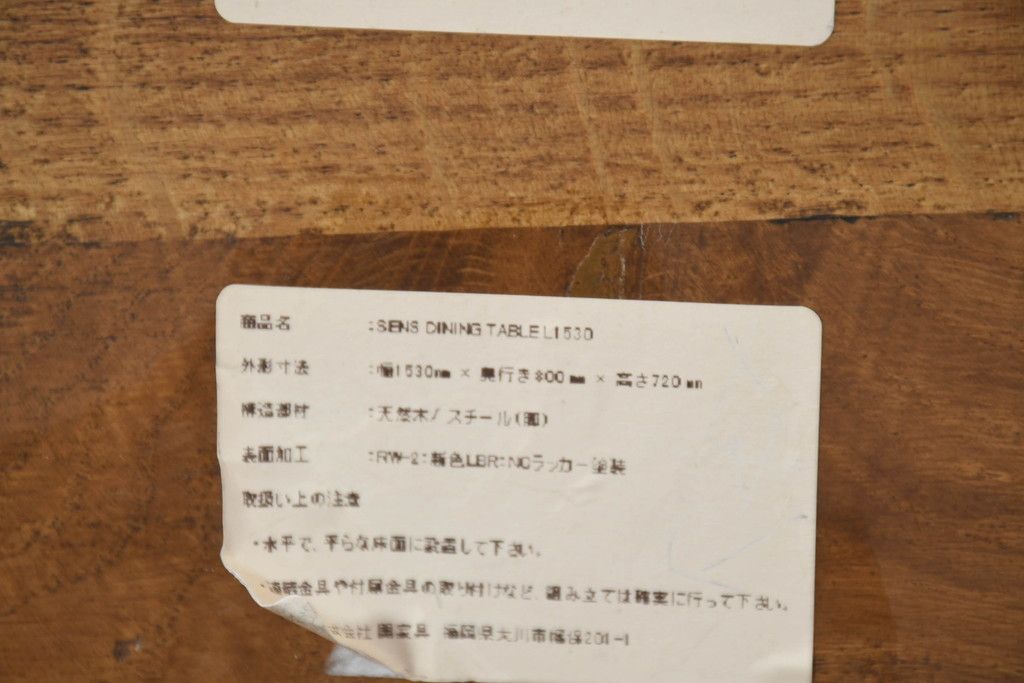 商品名 :SENS DINING TABLE L1530
外形寸法 :幅1530mm × 奥行き800mm × 高さ720mm
構造部材 :天然木/スチール(脚)
表面加工 :RW-2:新色LBR:NCラッカー塗装
取扱い上の注意
・水平で、平らな床面に設置して下さい。
・連結金具や付属金具の取り付けなど、組み立ては確実に行って下さい。
会社 関家具 福岡県大川市幡保201-1